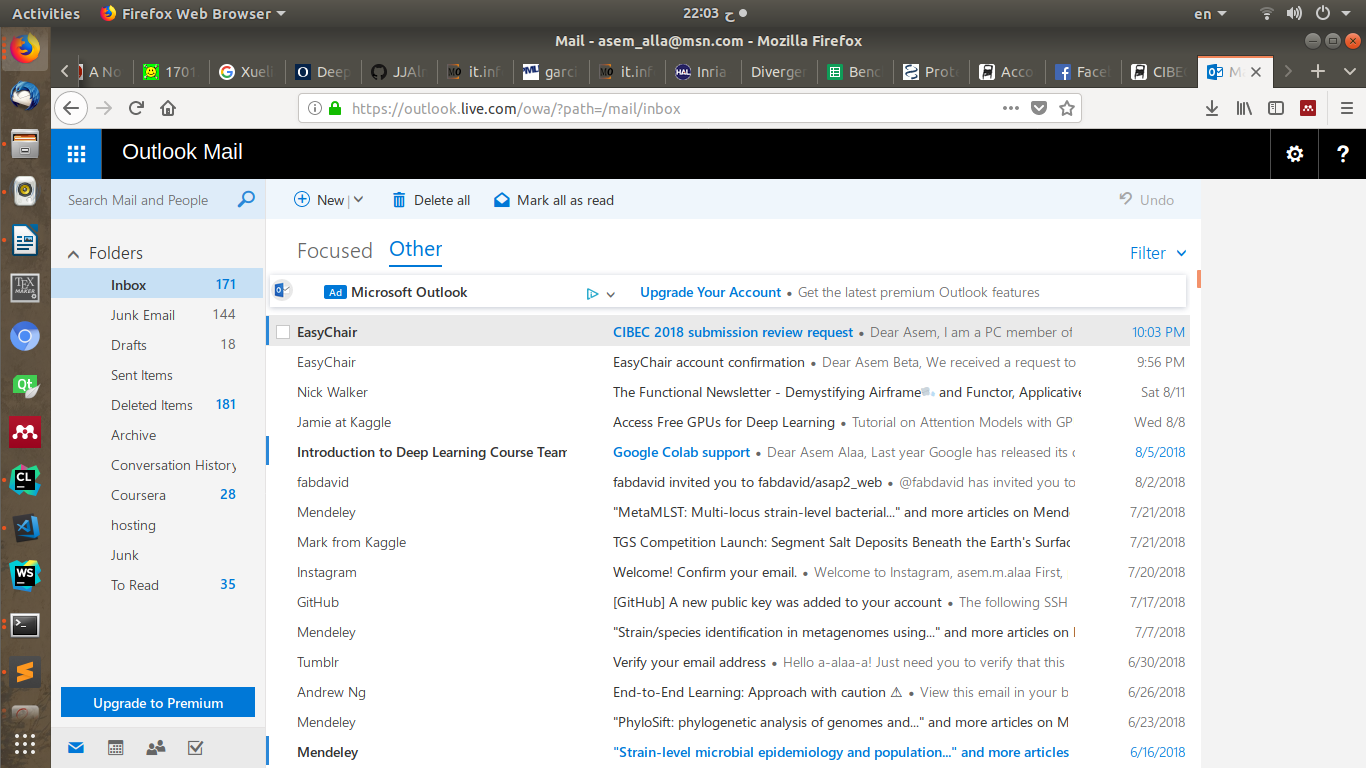 Activities Firefox Web Browser 22:03 ح en
Mail - asem_alla@msn.com - Mozilla Firefox
A No 1701 Xueli Deep JJAlr it.inf garci it.inf Inria Diverger Benc Prote Acco Facel CIBEC Ma
https://outlook.live.com/owa/?path=/mail/inbox
Outlook Mail ?
Search Mail and People New Delete all Mark all as read Undo
Folders
Inbox 171
Junk Email 144
Drafts 18
Sent Items
Deleted Items 181
Archive
Conversation History
Coursera 28
hosting
Junk
To Read 35
Upgrade to Premium
Focused Other Filter
Ad Microsoft Outlook Upgrade Your Account • Get the latest premium Outlook features
EasyChair CIBEC 2018 submission review request • Dear Asem, I am a PC member of 10:03 PM
EasyChair EasyChair account confirmation • Dear Asem Beta, We received a request to 9:56 PM
Nick Walker The Functional Newsletter - Demystifying Airframe and Functor, Applicative Sat 8/11
Jamie at Kaggle Access Free GPUs for Deep Learning • Tutorial on Attention Models with GP Wed 8/8
Introduction to Deep Learning Course Team Google Colab support • Dear Asem Alaa, Last year Google has released its 8/5/2018
fabdavid fabdavid invited you to fabdavid/asap2_web • @fabdavid has invited you to 8/2/2018
Mendeley "MetaMLST: Multi-locus strain-level bacterial..." and more articles on Mend 7/21/2018
Mark from Kaggle TGS Competition Launch: Segment Salt Deposits Beneath the Earth's Surfac 7/21/2018
Instagram Welcome! Confirm your email. • Welcome to Instagram, asem.m.alaa First, 7/20/2018
GitHub [GitHub] A new public key was added to your account • The following SSH 7/17/2018
Mendeley "Strain/species identification in metagenomes using..." and more articles on 7/7/2018
Tumblr Verify your email address • Hello a-alaa-a! Just need you to verify that this 6/30/2018
Andrew Ng End-to-End Learning: Approach with caution ⚠ • View this email in your b 6/26/2018
Mendeley "PhyloSift: phylogenetic analysis of genomes and..." and more articles on M 6/23/2018
Mendeley "Strain-level microbial epidemiology and population..." and more articles 6/16/2018